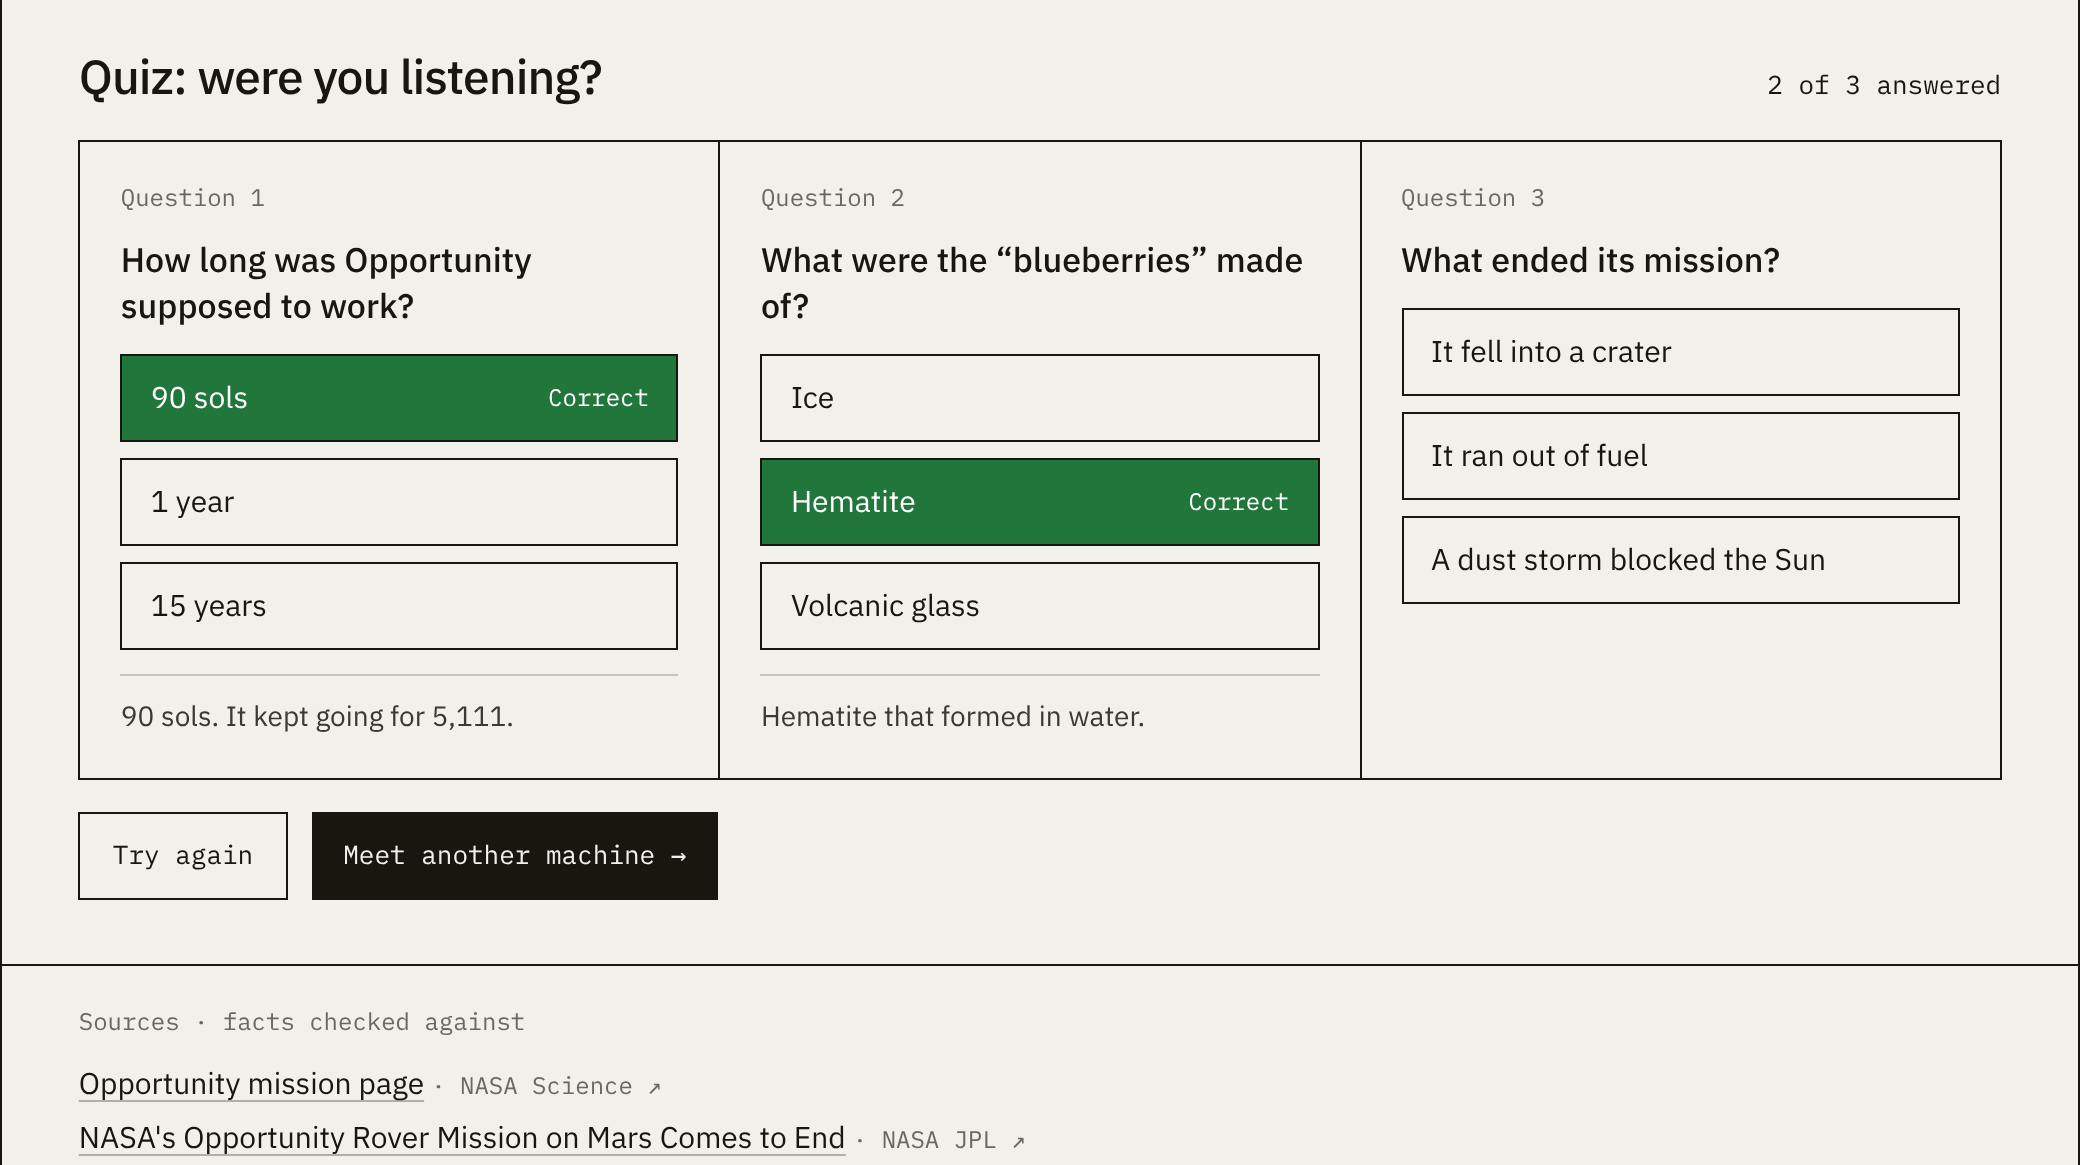 Quiz: were you listening?
2 of 3 answered
Question 1
How long was Opportunity
supposed to work?
90 sols Correct
1 year
15 years
90 sols. It kept going for 5,111.
Question 2
What were the “blueberries” made
of?
Ice
Hematite Correct
Volcanic glass
Hematite that formed in water.
Question 3
What ended its mission?
It fell into a crater
It ran out of fuel
A dust storm blocked the Sun
Try again
Meet another machine →
Sources · facts checked against
Opportunity mission page · NASA Science ↗
NASA's Opportunity Rover Mission on Mars Comes to End · NASA JPL ↗